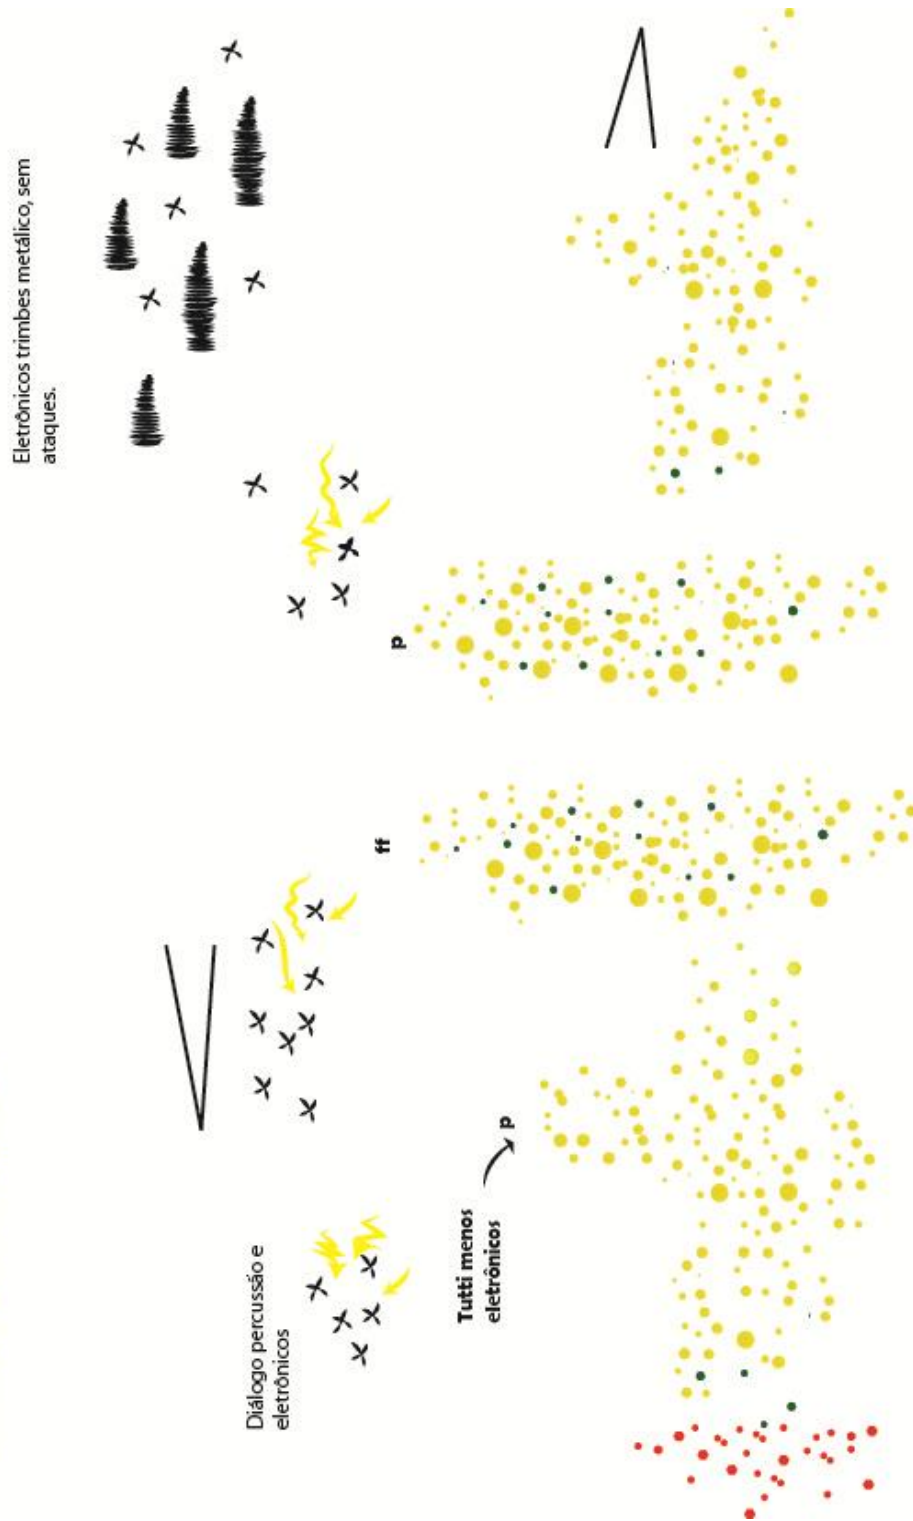 Eletrônicos trimbes metálico, sem
ataques.
Diálogo percussão e
eletrônicos
ff
p
Tutti menos
eletrônicos
p